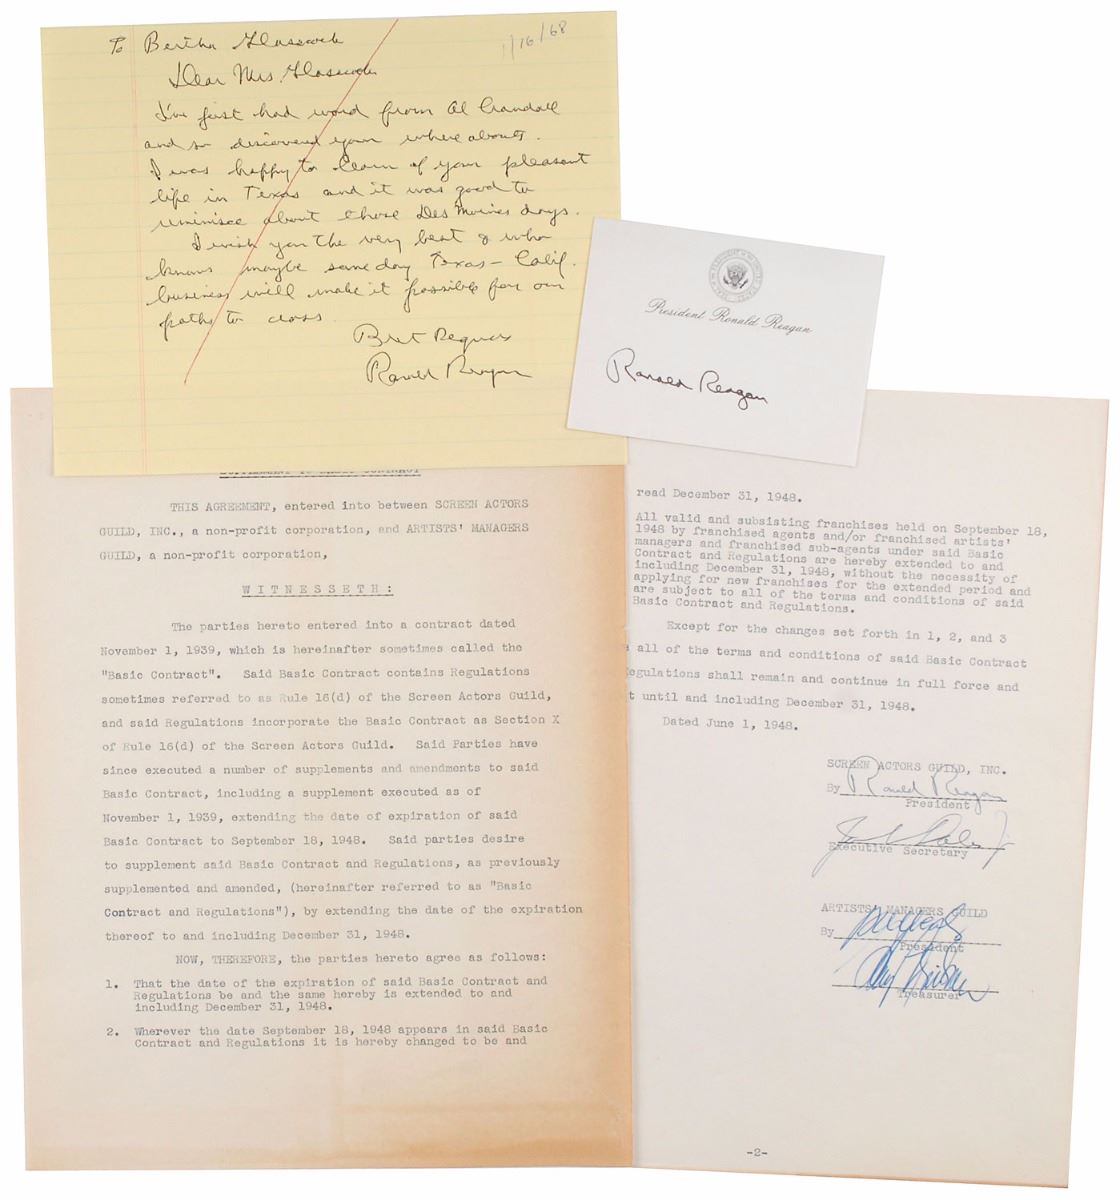 To Bertha Glasscock
1/16/68
Dear Mrs. Glasscock
I've just had word from Al Crandall
and so discovered your where abouts.
I was happy to learn of your pleasant
life in Texas and it was good to
reminisce about those Des Moines days.
I wish you the very best & who
knows maybe some day Texas – Calif.
business will make it possible for our
paths to cross.
Best Regards
Ronald Reagan
President Ronald Reagan
Ronald Reagan
SUPPLEMENT TO BASIC CONTRACT
THIS AGREEMENT, entered into between SCREEN ACTORS
GUILD, INC., a non-profit corporation, and ARTISTS' MANAGERS
GUILD, a non-profit corporation,
WITNESSETH:
The parties hereto entered into a contract dated
November 1, 1939, which is hereinafter sometimes called the
"Basic Contract". Said Basic Contract contains Regulations
sometimes referred to as Rule 16(d) of the Screen Actors Guild,
and said Regulations incorporate the Basic Contract as Section X
of Rule 16(d) of the Screen Actors Guild. Said Parties have
since executed a number of supplements and amendments to said
Basic Contract, including a supplement executed as of
November 1, 1939, extending the date of expiration of said
Basic Contract to September 18, 1948. Said parties desire
to supplement said Basic Contract and Regulations, as previously
supplemented and amended, (hereinafter referred to as "Basic
Contract and Regulations"), by extending the date of the expiration
thereof to and including December 31, 1948.
NOW, THEREFORE, the parties hereto agree as follows:
1. That the date of the expiration of said Basic Contract and
Regulations be and the same hereby is extended to and
including December 31, 1948.
2. Wherever the date September 18, 1948 appears in said Basic
Contract and Regulations it is hereby changed to be and
read December 31, 1948.
All valid and subsisting franchises held on September 18,
1948 by franchised agents and/or franchised artists'
managers and franchised sub-agents under said Basic
Contract and Regulations are hereby extended to and
including December 31, 1948, without the necessity of
applying for new franchises for the extended period and
are subject to all of the terms and conditions of said
Basic Contract and Regulations.
Except for the changes set forth in 1, 2, and 3
all of the terms and conditions of said Basic Contract
egulations shall remain and continue in full force and
t until and including December 31, 1948.
Dated June 1, 1948.
SCREEN ACTORS GUILD, INC.
By Ronald Reagan
President
Executive Secretary
ARTISTS' MANAGERS GUILD
By
President
Treasurer
-2-